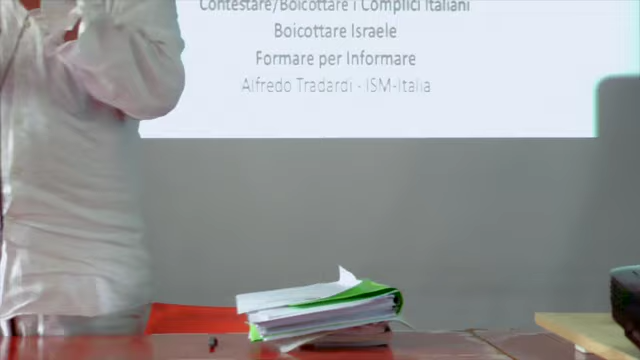 Contestare/Boicottare i Complici Italiani
Boicottare Israele
Formare per Informare
Alfredo Tradardi - ISM-Italia